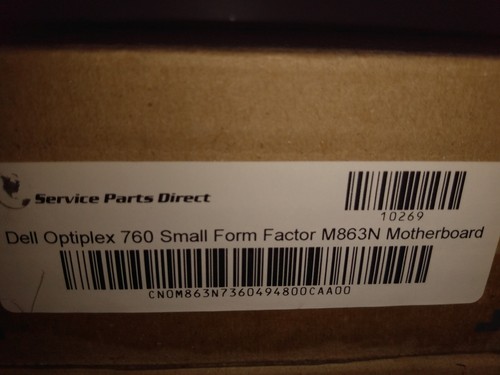 Service Parts Direct
10269
Dell Optiplex 760 Small Form Factor M863N Motherboard
CN0M863N7360494800CAA00